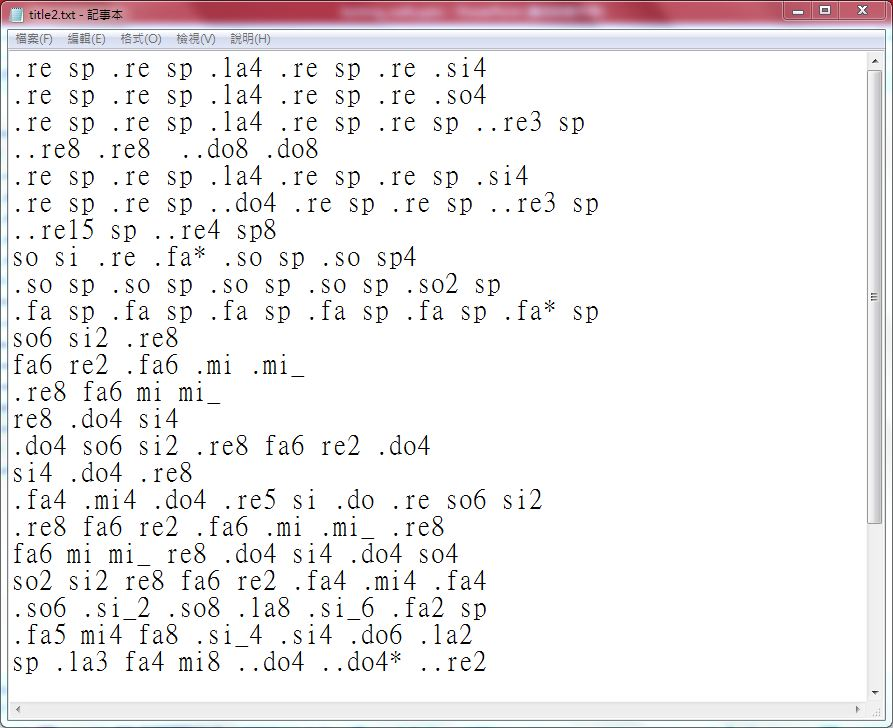 title2.txt - 記事本
檔案(F) 編輯(E) 格式(O) 檢視(V) 說明(H)
.re sp .re sp .la4 .re sp .re .si4
.re sp .re sp .la4 .re sp .re .so4
.re sp .re sp .la4 .re sp .re sp ..re3 sp
..re8 .re8  ..do8 .do8
.re sp .re sp .la4 .re sp .re sp .si4
.re sp .re sp ..do4 .re sp .re sp ..re3 sp
..re15 sp ..re4 sp8
so si .re .fa* .so sp .so sp4
.so sp .so sp .so sp .so sp .so2 sp
.fa sp .fa sp .fa sp .fa sp .fa sp .fa* sp
so6 si2 .re8
fa6 re2 .fa6 .mi .mi_
.re8 fa6 mi mi_
re8 .do4 si4
.do4 so6 si2 .re8 fa6 re2 .do4
si4 .do4 .re8
.fa4 .mi4 .do4 .re5 si .do .re so6 si2
.re8 fa6 re2 .fa6 .mi .mi_ .re8
fa6 mi mi_ re8 .do4 si4 .do4 so4
so2 si2 re8 fa6 re2 .fa4 .mi4 .fa4
.so6 .si_2 .so8 .la8 .si_6 .fa2 sp
.fa5 mi4 fa8 .si_4 .si4 .do6 .la2
sp .la3 fa4 mi8 ..do4 ..do4* ..re2